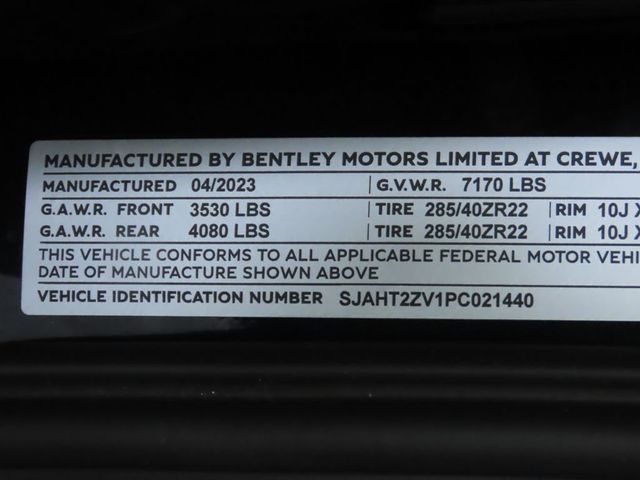 MANUFACTURED BY BENTLEY MOTORS LIMITED AT CREWE,
MANUFACTURED 04/2023 G.V.W.R. 7170 LBS
G.A.W.R. FRONT 3530 LBS TIRE 285/40ZR22 RIM 10J X
G.A.W.R. REAR 4080 LBS TIRE 285/40ZR22 RIM 10J X
THIS VEHICLE CONFORMS TO ALL APPLICABLE FEDERAL MOTOR VEHI
DATE OF MANUFACTURE SHOWN ABOVE
VEHICLE IDENTIFICATION NUMBER SJAHT2ZV1PC021440